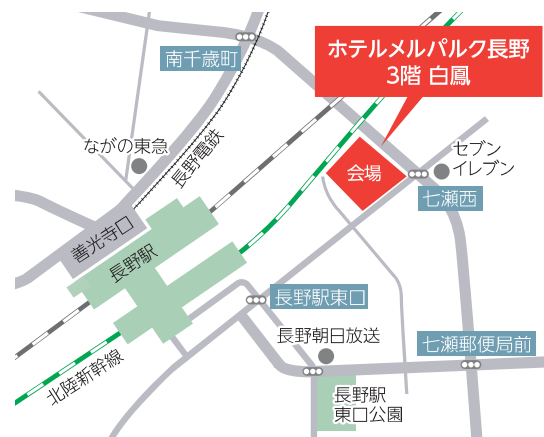 南千歳町
ホテルメルパルク長野
3階 白鳳
ながの東急
長野電鉄
セブン
イレブン
会場
七瀬西
善光寺口
長野駅
長野駅東口
長野朝日放送
七瀬郵便局前
北陸新幹線
長野駅
東口公園